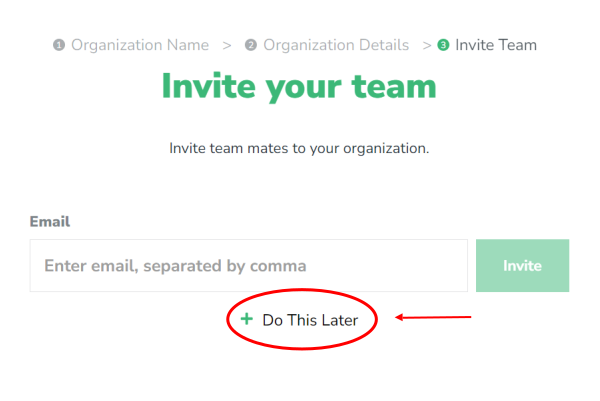 1 Organization Name > 2 Organization Details > 3 Invite Team
Invite your team
Invite team mates to your organization.
Email
Enter email, separated by comma
Invite
+ Do This Later